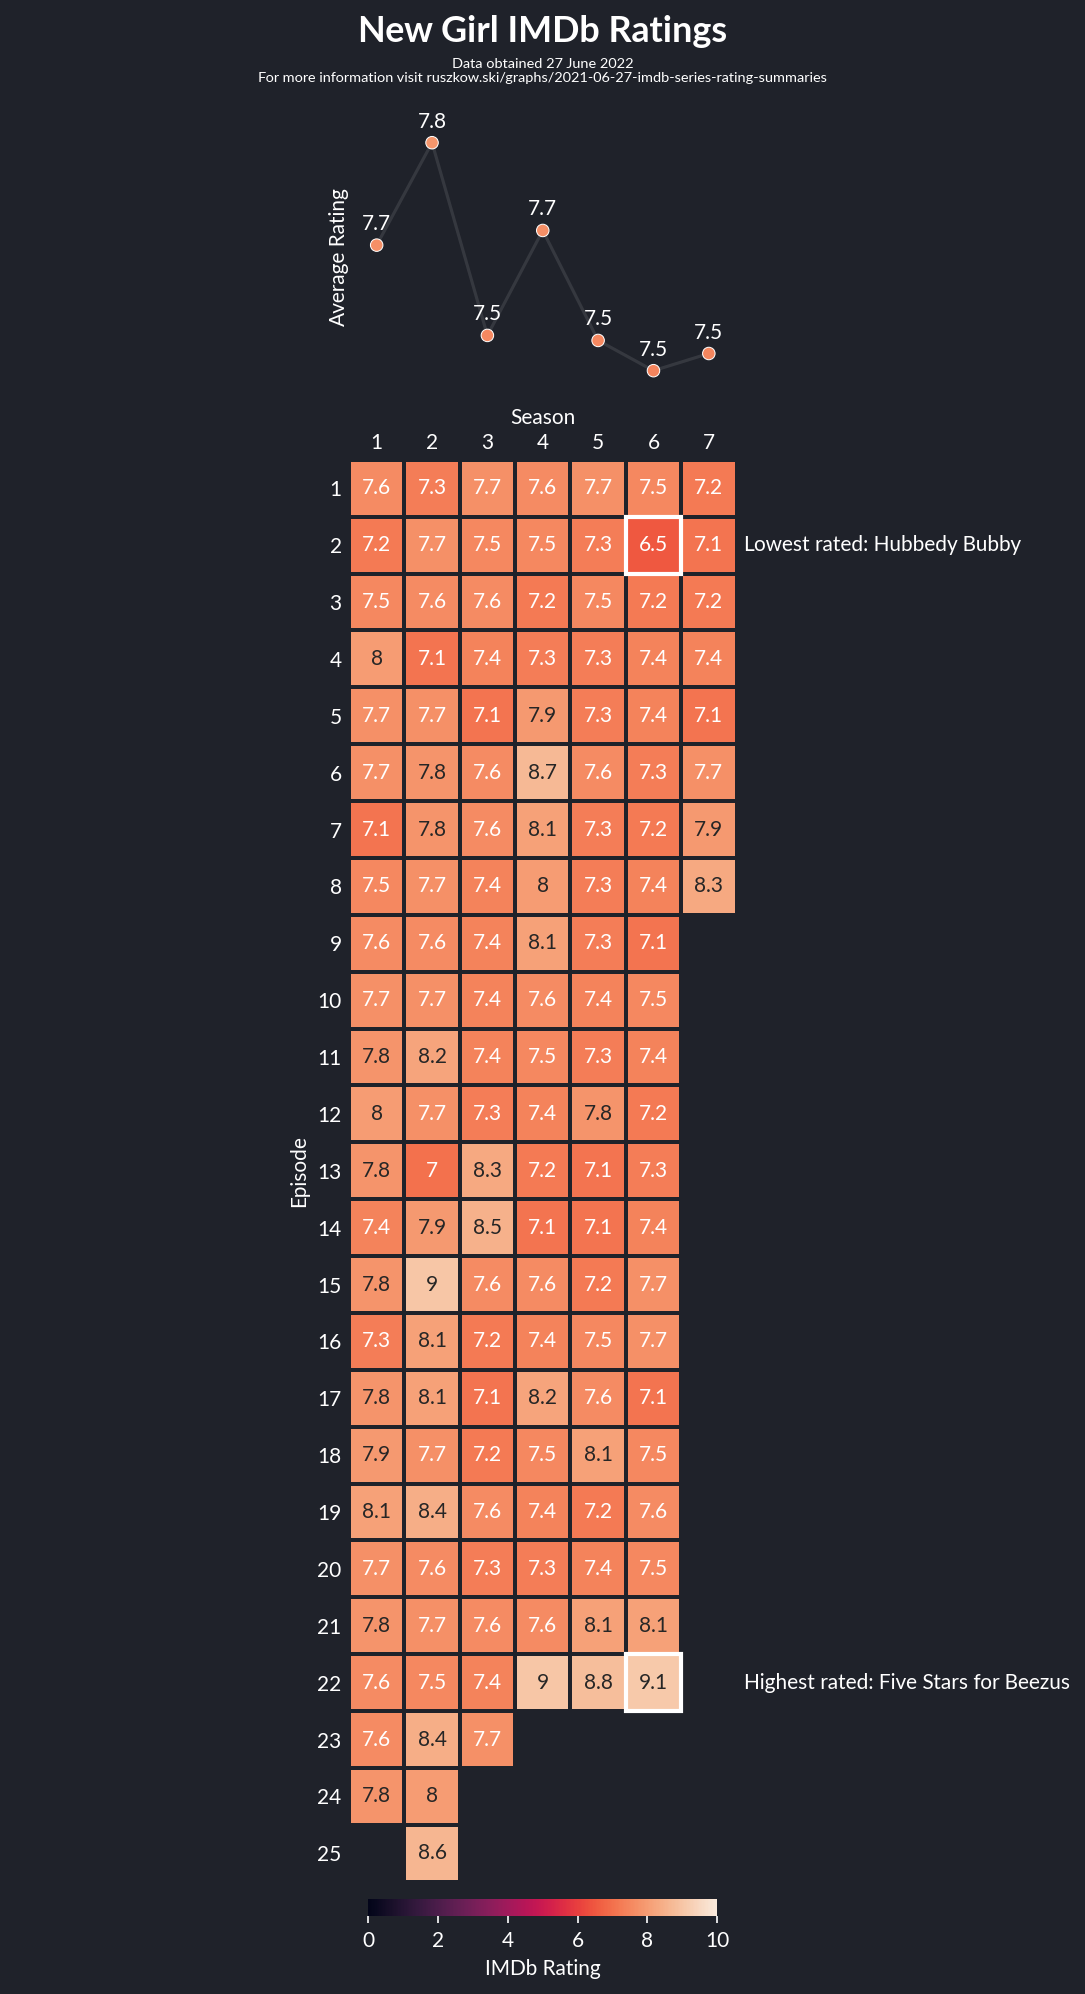 New Girl IMDb Ratings
Data obtained 27 June 2022
For more information visit ruszkow.ski/graphs/2021-06-27-imdb-series-rating-summaries
Average Rating
7.7 7.8 7.5 7.7 7.5 7.5 7.5
Season
1 2 3 4 5 6 7
1 7.6 7.3 7.7 7.6 7.7 7.5 7.2
2 7.2 7.7 7.5 7.5 7.3 6.5 7.1 Lowest rated: Hubbedy Bubby
3 7.5 7.6 7.6 7.2 7.5 7.2 7.2
4 8 7.1 7.4 7.3 7.3 7.4 7.4
5 7.7 7.7 7.1 7.9 7.3 7.4 7.1
6 7.7 7.8 7.6 8.7 7.6 7.3 7.7
7 7.1 7.8 7.6 8.1 7.3 7.2 7.9
8 7.5 7.7 7.4 8 7.3 7.4 8.3
9 7.6 7.6 7.4 8.1 7.3 7.1
10 7.7 7.7 7.4 7.6 7.4 7.5
11 7.8 8.2 7.4 7.5 7.3 7.4
12 8 7.7 7.3 7.4 7.8 7.2
Episode
13 7.8 7 8.3 7.2 7.1 7.3
14 7.4 7.9 8.5 7.1 7.1 7.4
15 7.8 9 7.6 7.6 7.2 7.7
16 7.3 8.1 7.2 7.4 7.5 7.7
17 7.8 8.1 7.1 8.2 7.6 7.1
18 7.9 7.7 7.2 7.5 8.1 7.5
19 8.1 8.4 7.6 7.4 7.2 7.6
20 7.7 7.6 7.3 7.3 7.4 7.5
21 7.8 7.7 7.6 7.6 8.1 8.1
22 7.6 7.5 7.4 9 8.8 9.1 Highest rated: Five Stars for Beezus
23 7.6 8.4 7.7
24 7.8 8
25 8.6
0 2 4 6 8 10
IMDb Rating